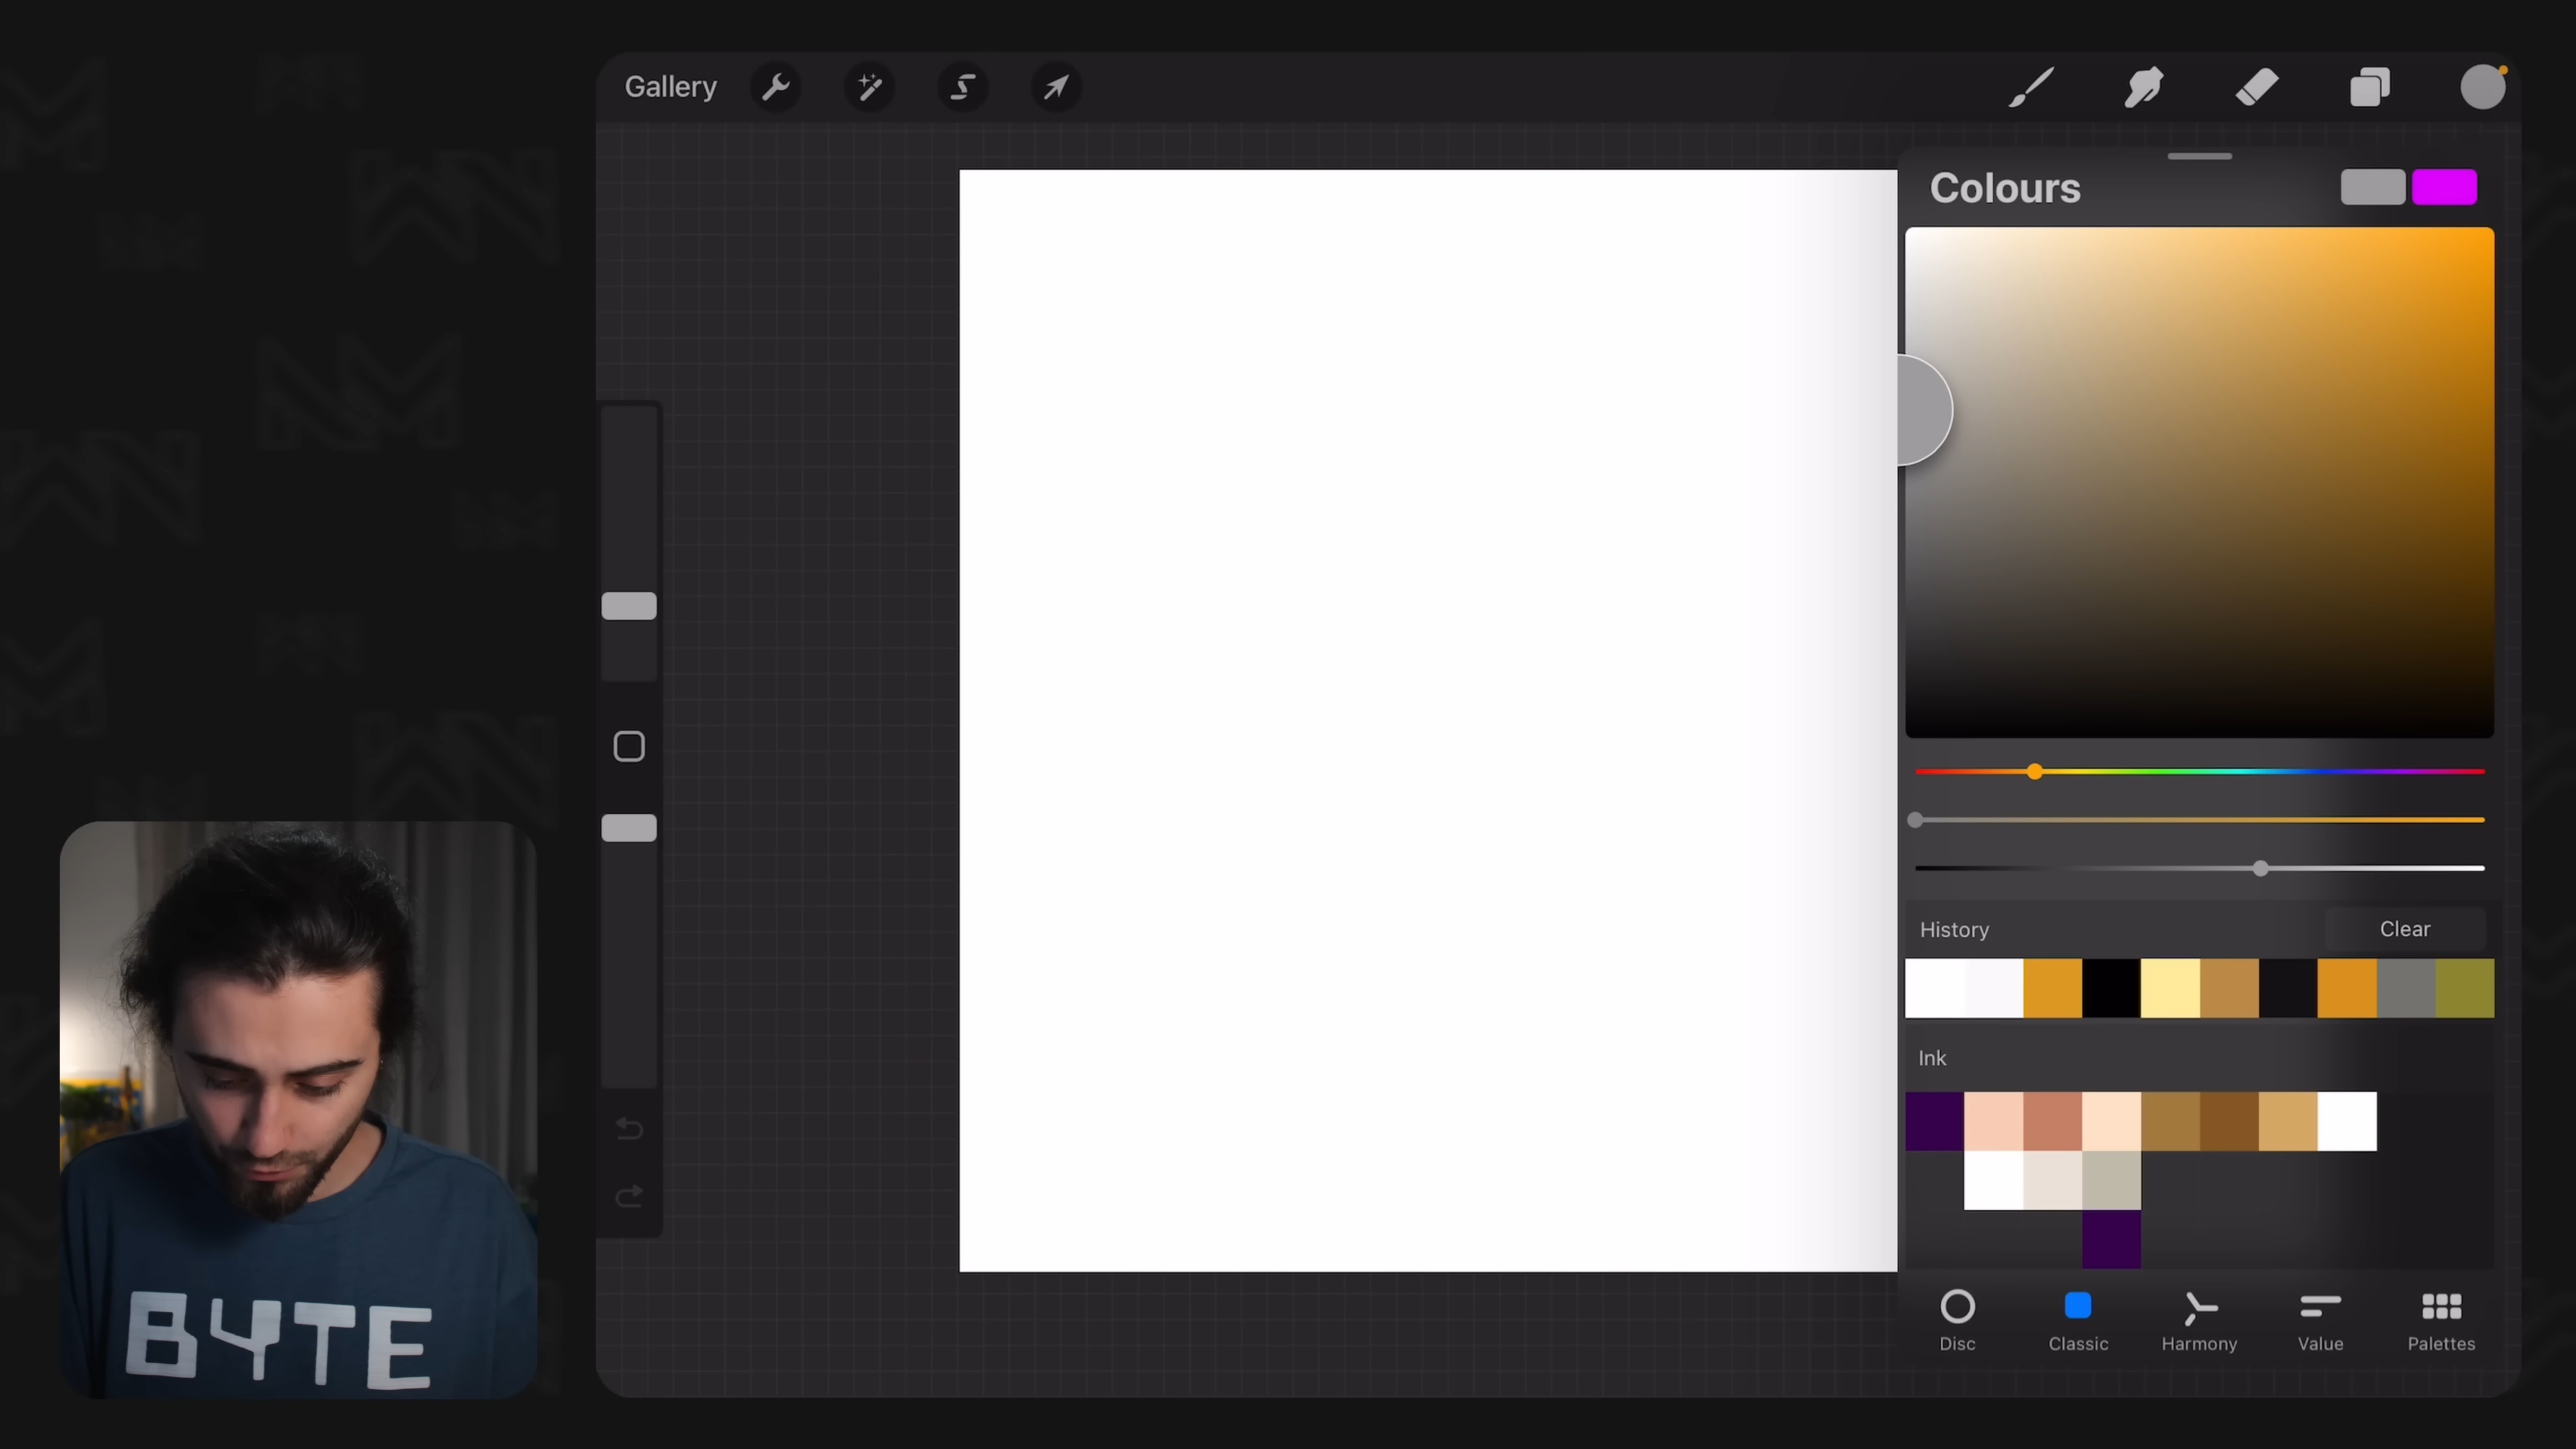 Gallery
Colours
History
Clear
Ink
Disc
Classic
Harmony
Value
Palettes
BYTE